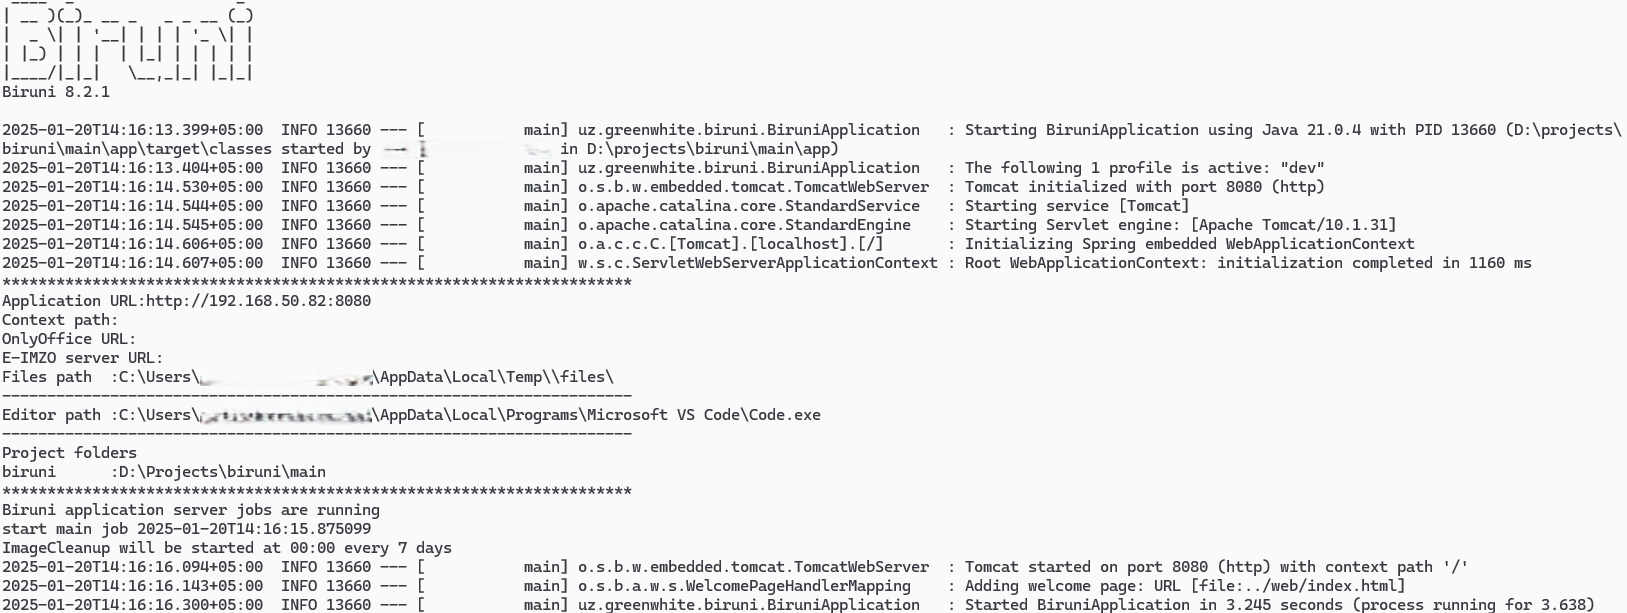 ____  _                  _
| __ )(_)_ __ _   _ _ __ (_)
|  _ \| | '__| | | | '_ \| |
| |_) | | |  | |_| | | | | |
|____/|_|_|   \__,_|_| |_|_|
Biruni 8.2.1
2025-01-20T14:16:13.399+05:00  INFO 13660 --- [           main] uz.greenwhite.biruni.BiruniApplication   : Starting BiruniApplication using Java 21.0.4 with PID 13660 (D:\projects\
biruni\main\app\target\classes started by in D:\projects\biruni\main\app)
2025-01-20T14:16:13.404+05:00  INFO 13660 --- [           main] uz.greenwhite.biruni.BiruniApplication   : The following 1 profile is active: "dev"
2025-01-20T14:16:14.530+05:00  INFO 13660 --- [           main] o.s.b.w.embedded.tomcat.TomcatWebServer  : Tomcat initialized with port 8080 (http)
2025-01-20T14:16:14.544+05:00  INFO 13660 --- [           main] o.apache.catalina.core.StandardService   : Starting service [Tomcat]
2025-01-20T14:16:14.545+05:00  INFO 13660 --- [           main] o.apache.catalina.core.StandardEngine    : Starting Servlet engine: [Apache Tomcat/10.1.31]
2025-01-20T14:16:14.606+05:00  INFO 13660 --- [           main] o.a.c.c.C.[Tomcat].[localhost].[/]       : Initializing Spring embedded WebApplicationContext
2025-01-20T14:16:14.607+05:00  INFO 13660 --- [           main] w.s.c.ServletWebServerApplicationContext : Root WebApplicationContext: initialization completed in 1160 ms
**********************************************************************
Application URL:http://192.168.50.82:8080
Context path:
OnlyOffice URL:
E-IMZO server URL:
Files path  :C:\Users\ \AppData\Local\Temp\\files\
----------------------------------------------------------------------
Editor path :C:\Users\ \AppData\Local\Programs\Microsoft VS Code\Code.exe
----------------------------------------------------------------------
Project folders
biruni      :D:\Projects\biruni\main
**********************************************************************
Biruni application server jobs are running
start main job 2025-01-20T14:16:15.875099
ImageCleanup will be started at 00:00 every 7 days
2025-01-20T14:16:16.094+05:00  INFO 13660 --- [           main] o.s.b.w.embedded.tomcat.TomcatWebServer  : Tomcat started on port 8080 (http) with context path '/'
2025-01-20T14:16:16.143+05:00  INFO 13660 --- [           main] o.s.b.a.w.s.WelcomePageHandlerMapping    : Adding welcome page: URL [file:../web/index.html]
2025-01-20T14:16:16.300+05:00  INFO 13660 --- [           main] uz.greenwhite.biruni.BiruniApplication   : Started BiruniApplication in 3.245 seconds (process running for 3.638)